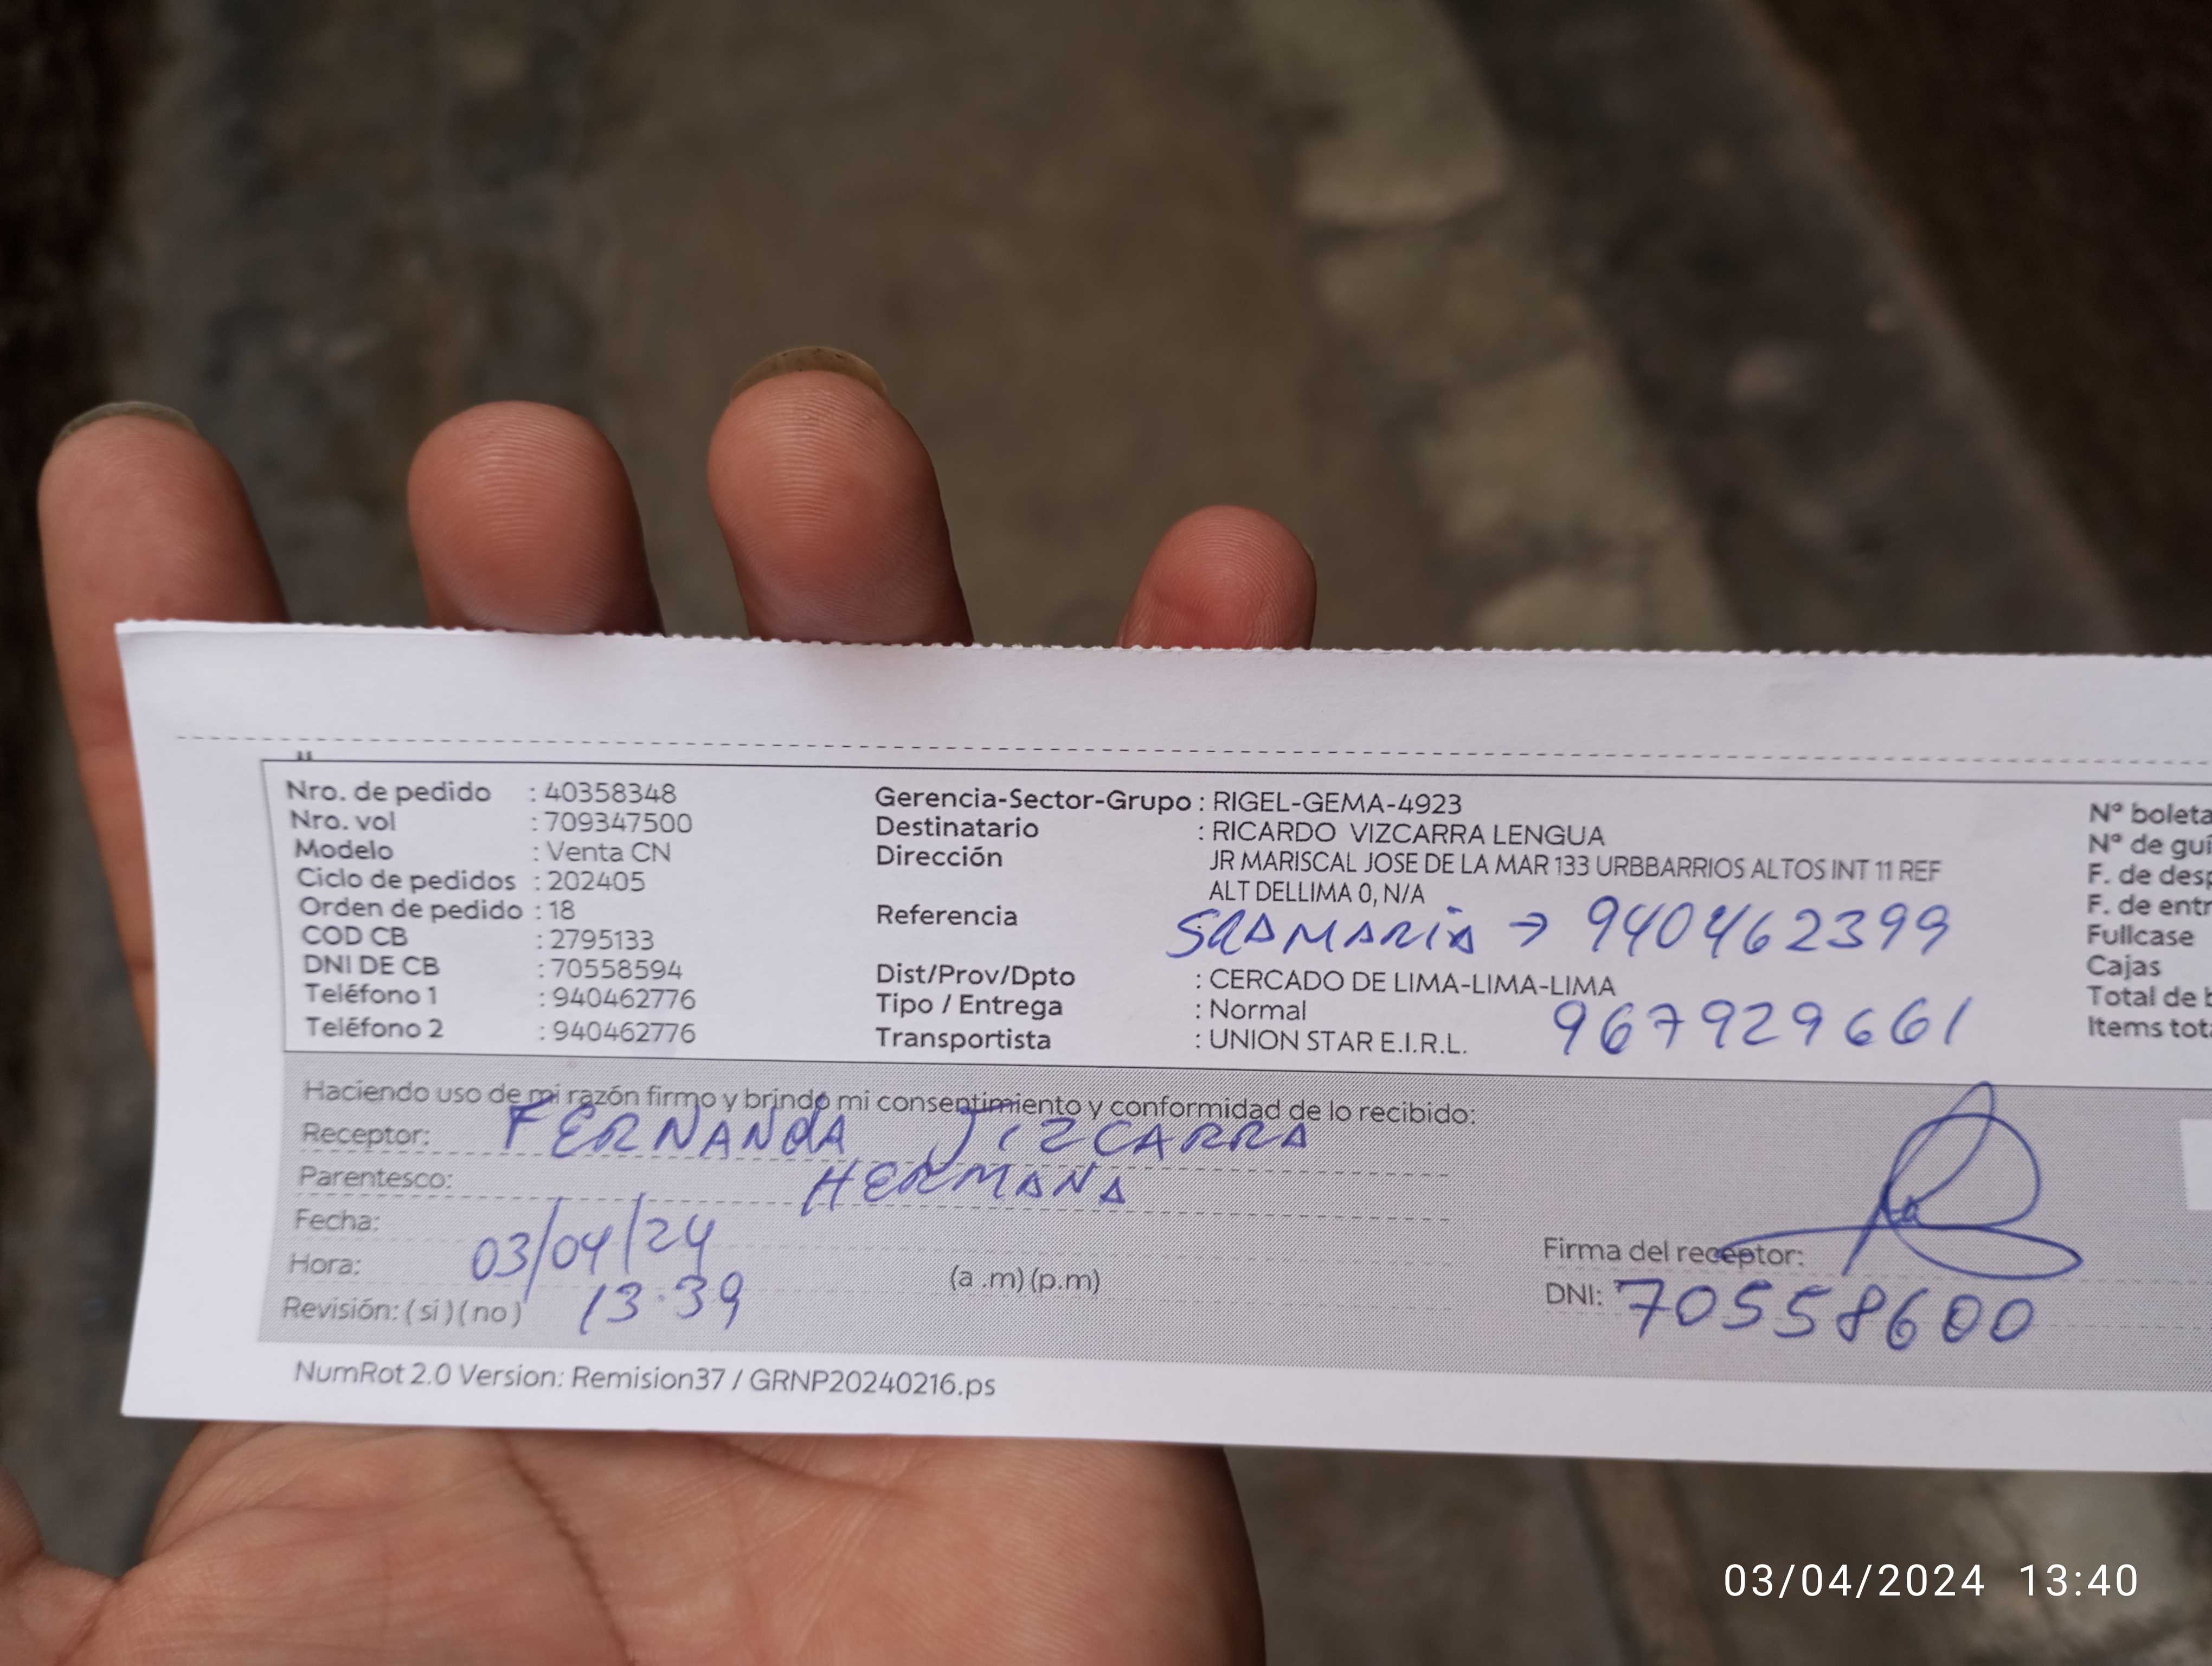 Nro. de pedido : 40358348
Nro. vol : 709347500
Modelo : Venta CN
Ciclo de pedidos : 202405
Orden de pedido : 18
COD CB : 2795133
DNI DE CB : 70558594
Teléfono 1 : 940462776
Teléfono 2 : 940462776
Gerencia-Sector-Grupo : RIGEL-GEMA-4923
Destinatario : RICARDO VIZCARRA LENGUA
Dirección JR MARISCAL JOSE DE LA MAR 133 URBBARRIOS ALTOS INT 11 REF
ALT DELLIMA 0, N/A
Referencia SRA MARIA → 940462399
Dist/Prov/Dpto : CERCADO DE LIMA-LIMA-LIMA
Tipo / Entrega : Normal
Transportista : UNION STAR E.I.R.L. 967929661
Nº boleta
Nº de guí
F. de desp
F. de entr
Fullcase
Cajas
Total de b
Items tot
Haciendo uso de mi razón firmo y brindo mi consentimiento y conformidad de lo recibido:
Receptor: FERNANDA VIZCARRA
Parentesco: HERMANA
Fecha: 03/04/24
Hora: 13:39 (a .m) (p.m)
Revisión: ( si ) ( no )
Firma del receptor:
DNI: 70558600
NumRot 2.0 Version: Remision37 / GRNP20240216.ps
03/04/2024 13:40